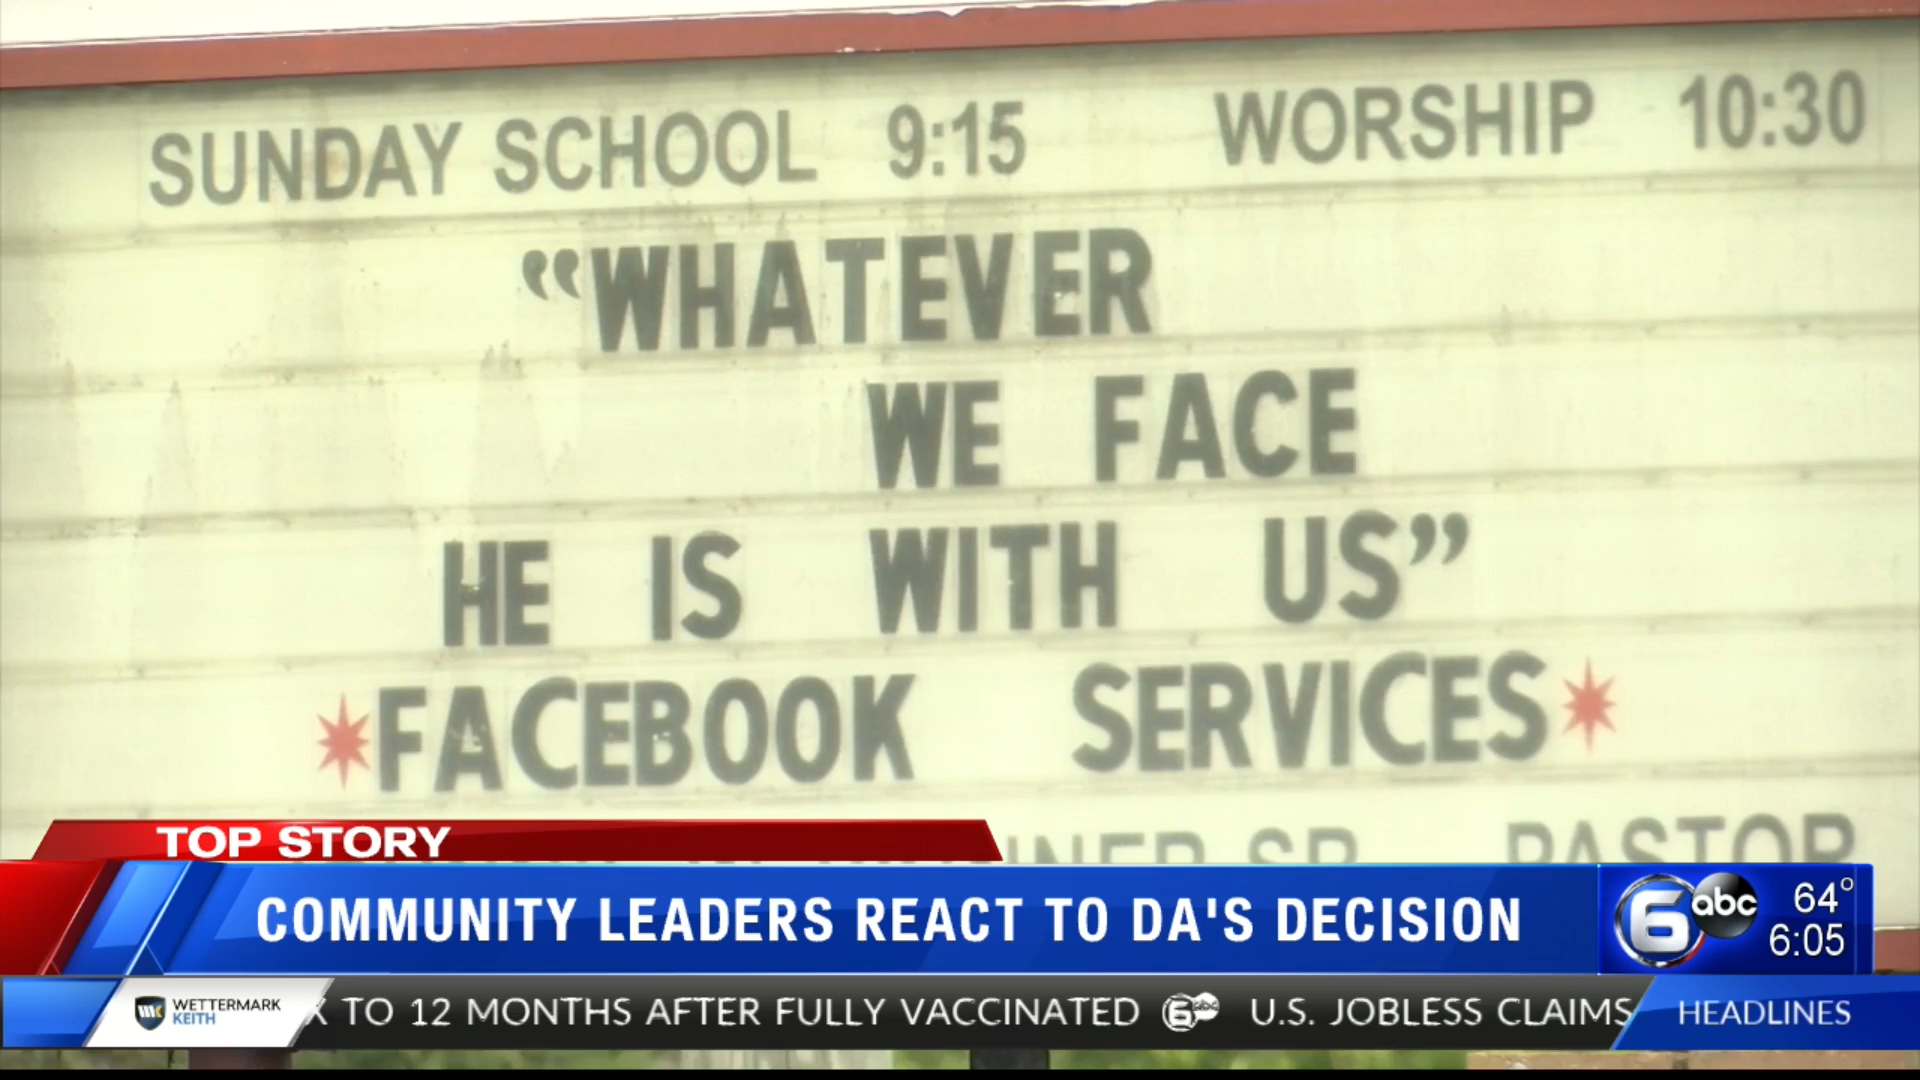 SUNDAY SCHOOL 9:15 WORSHIP 10:30
“WHATEVER
WE FACE
HE IS WITH US”
*FACEBOOK SERVICES*
PASTOR
TOP STORY
COMMUNITY LEADERS REACT TO DA'S DECISION
6 abc 64°
6:05
WETTERMARK
KEITH
X TO 12 MONTHS AFTER FULLY VACCINATED 6 abc U.S. JOBLESS CLAIMS
HEADLINES